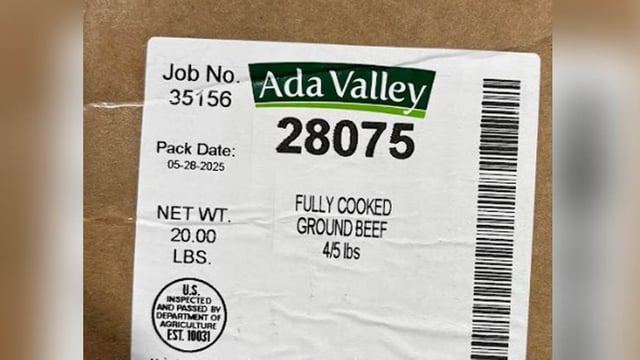 Job No.
35156
Ada Valley
28075
Pack Date:
05-28-2025
FULLY COOKED
GROUND BEEF
4/5 lbs
NET WT.
20.00
LBS.
U.S.
INSPECTED
AND PASSED BY
DEPARTMENT OF
AGRICULTURE
EST. 10031